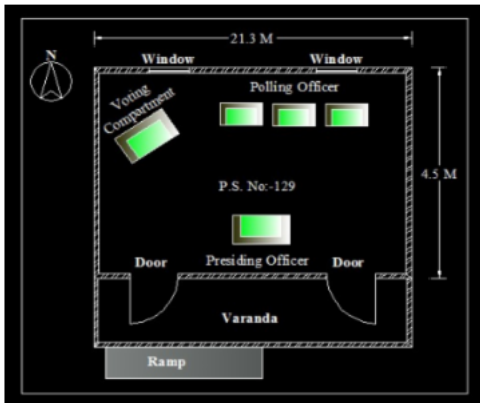 21.3 M
N
Window
Window
Polling Officer
Voting
Compartment
4.5 M
P.S. No:-129
Door
Presiding Officer
Door
Varanda
Ramp